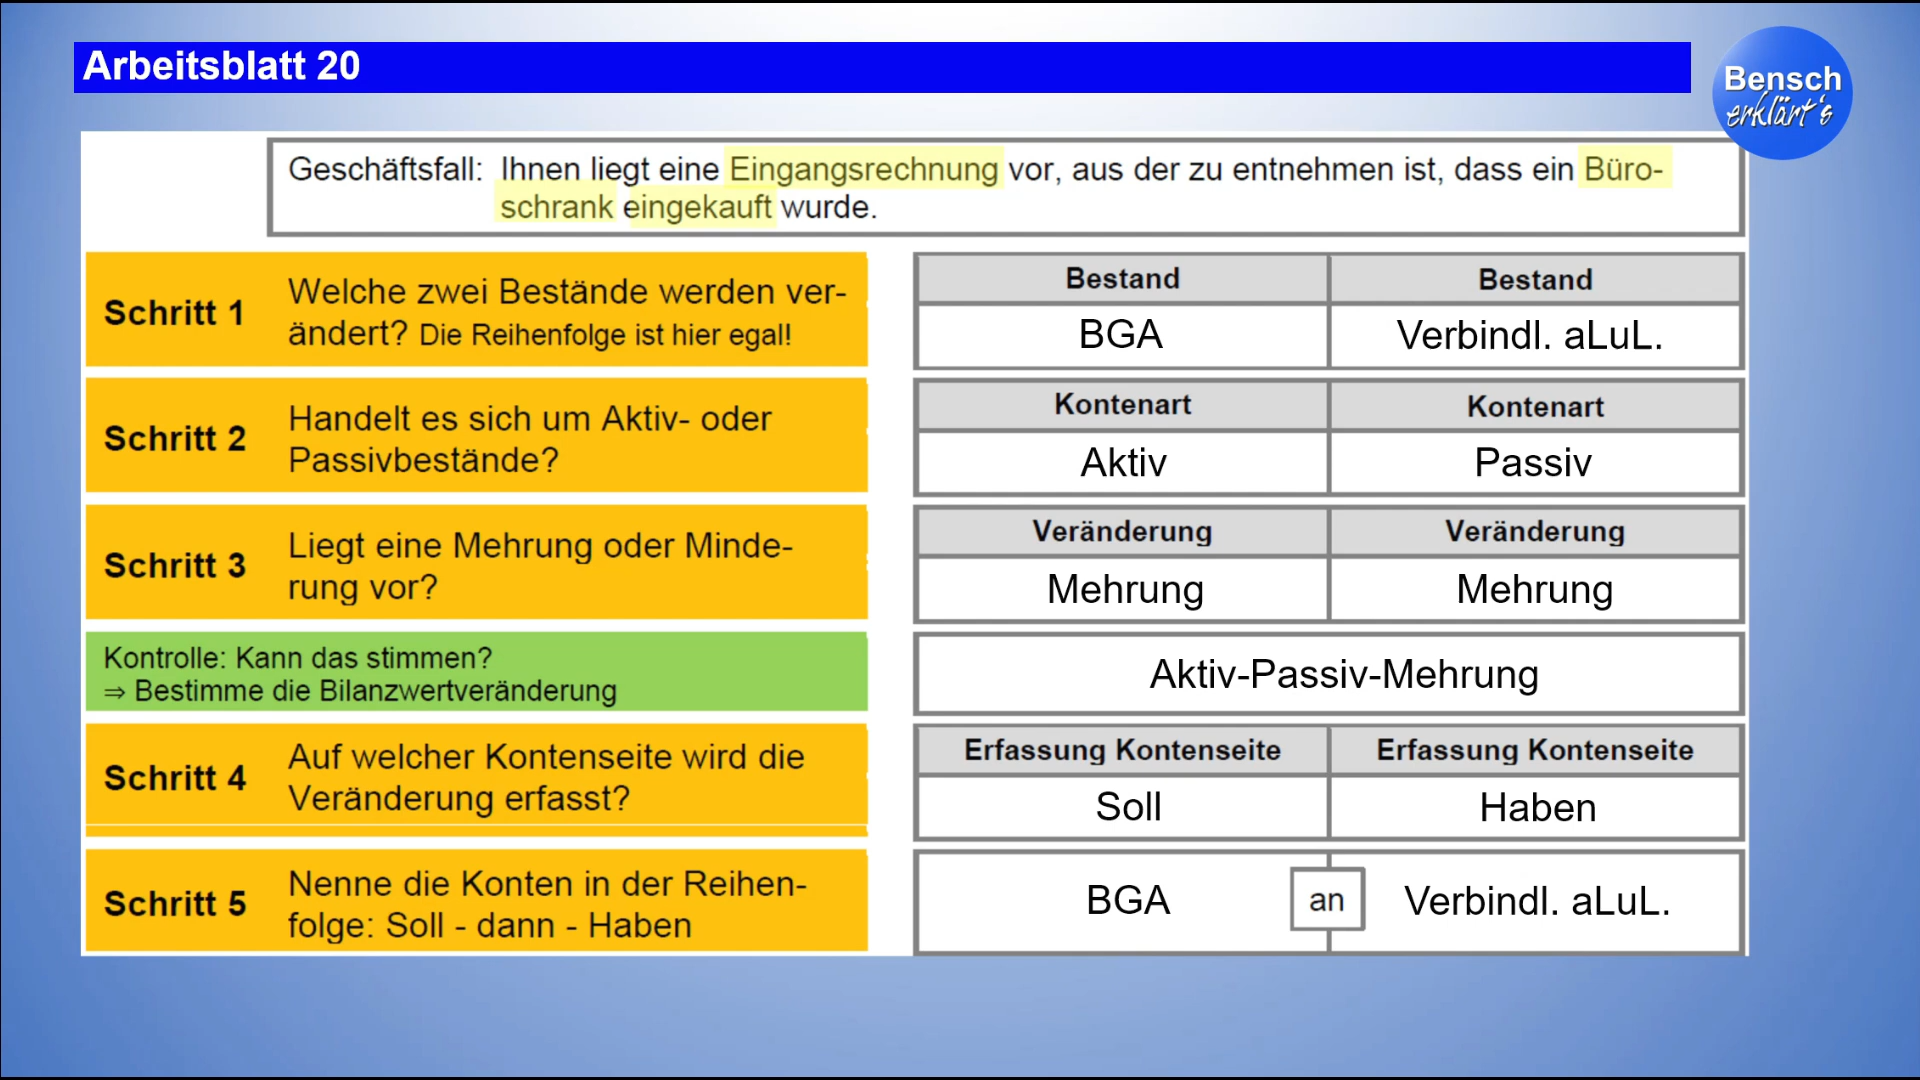 Arbeitsblatt 20
Bensch
erklärt's
Geschäftsfall: Ihnen liegt eine Eingangsrechnung vor, aus der zu entnehmen ist, dass ein Büro-
schrank eingekauft wurde.
Schritt 1
Welche zwei Bestände werden ver-
ändert? Die Reihenfolge ist hier egal!
Bestand
Bestand
BGA
Verbindl. aLuL.
Schritt 2
Handelt es sich um Aktiv- oder
Passivbestände?
Kontenart
Kontenart
Aktiv
Passiv
Schritt 3
Liegt eine Mehrung oder Minde-
rung vor?
Veränderung
Veränderung
Mehrung
Mehrung
Kontrolle: Kann das stimmen?
⇒ Bestimme die Bilanzwertveränderung
Aktiv-Passiv-Mehrung
Schritt 4
Auf welcher Kontenseite wird die
Veränderung erfasst?
Erfassung Kontenseite
Erfassung Kontenseite
Soll
Haben
Schritt 5
Nenne die Konten in der Reihen-
folge: Soll - dann - Haben
BGA
an
Verbindl. aLuL.